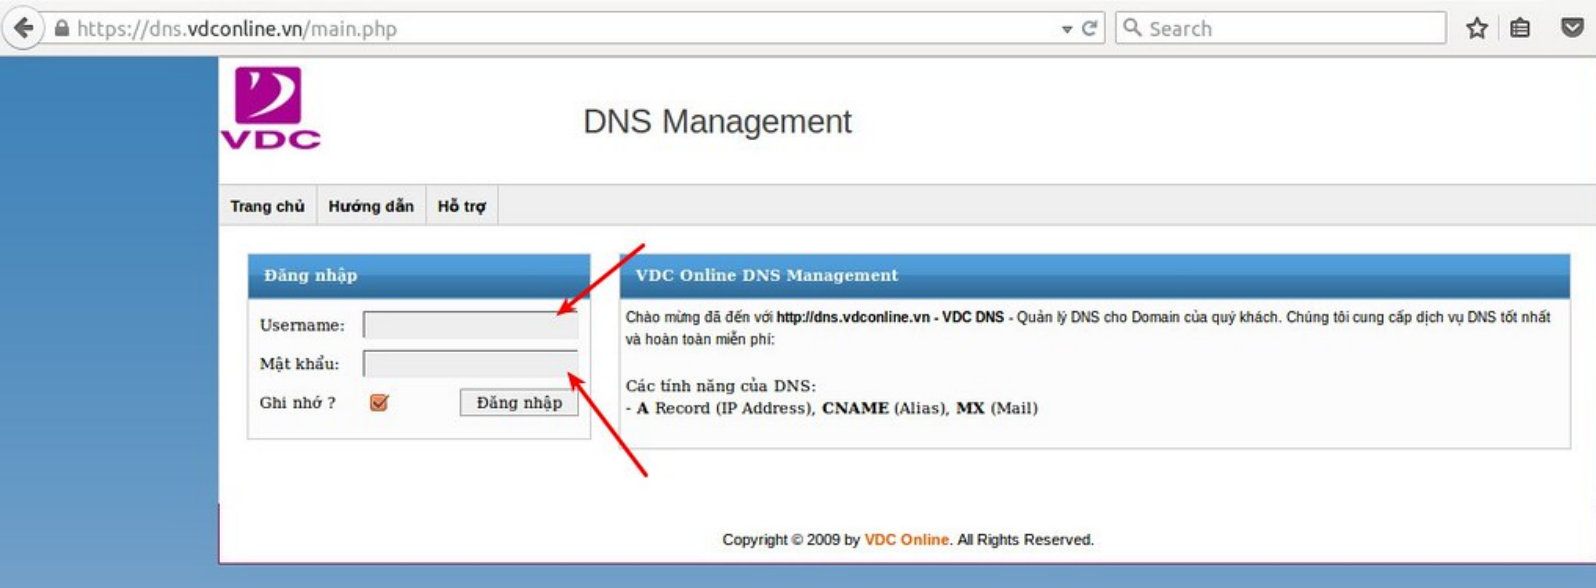 https://dns.vdconline.vn/main.php
Search
VDC
DNS Management
Trang chủ Hướng dẫn Hỗ trợ
Đăng nhập
Username:
Mật khẩu:
Ghi nhớ ? Đăng nhập
VDC Online DNS Management
Chào mừng đã đến với http://dns.vdconline.vn - VDC DNS - Quản lý DNS cho Domain của quý khách. Chúng tôi cung cấp dịch vụ DNS tốt nhất
và hoàn toàn miễn phí:
Các tính năng của DNS:
- A Record (IP Address), CNAME (Alias), MX (Mail)
Copyright © 2009 by VDC Online. All Rights Reserved.